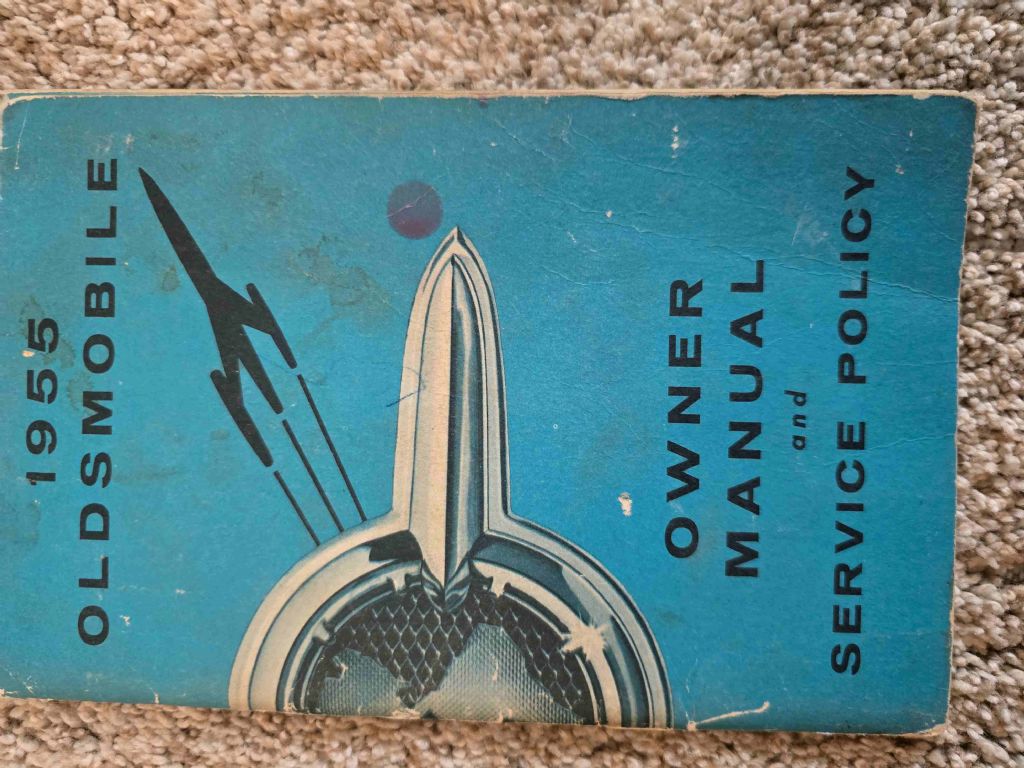 1955
OLDSMOBILE
OWNER
MANUAL
and
SERVICE POLICY